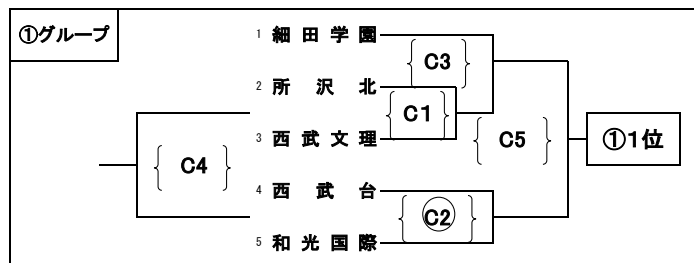 ①グループ
1 細田学園
C3
2 所沢北
C1
3 西武文理
C5
①1位
C4
4 西武台
C2
5 和光国際